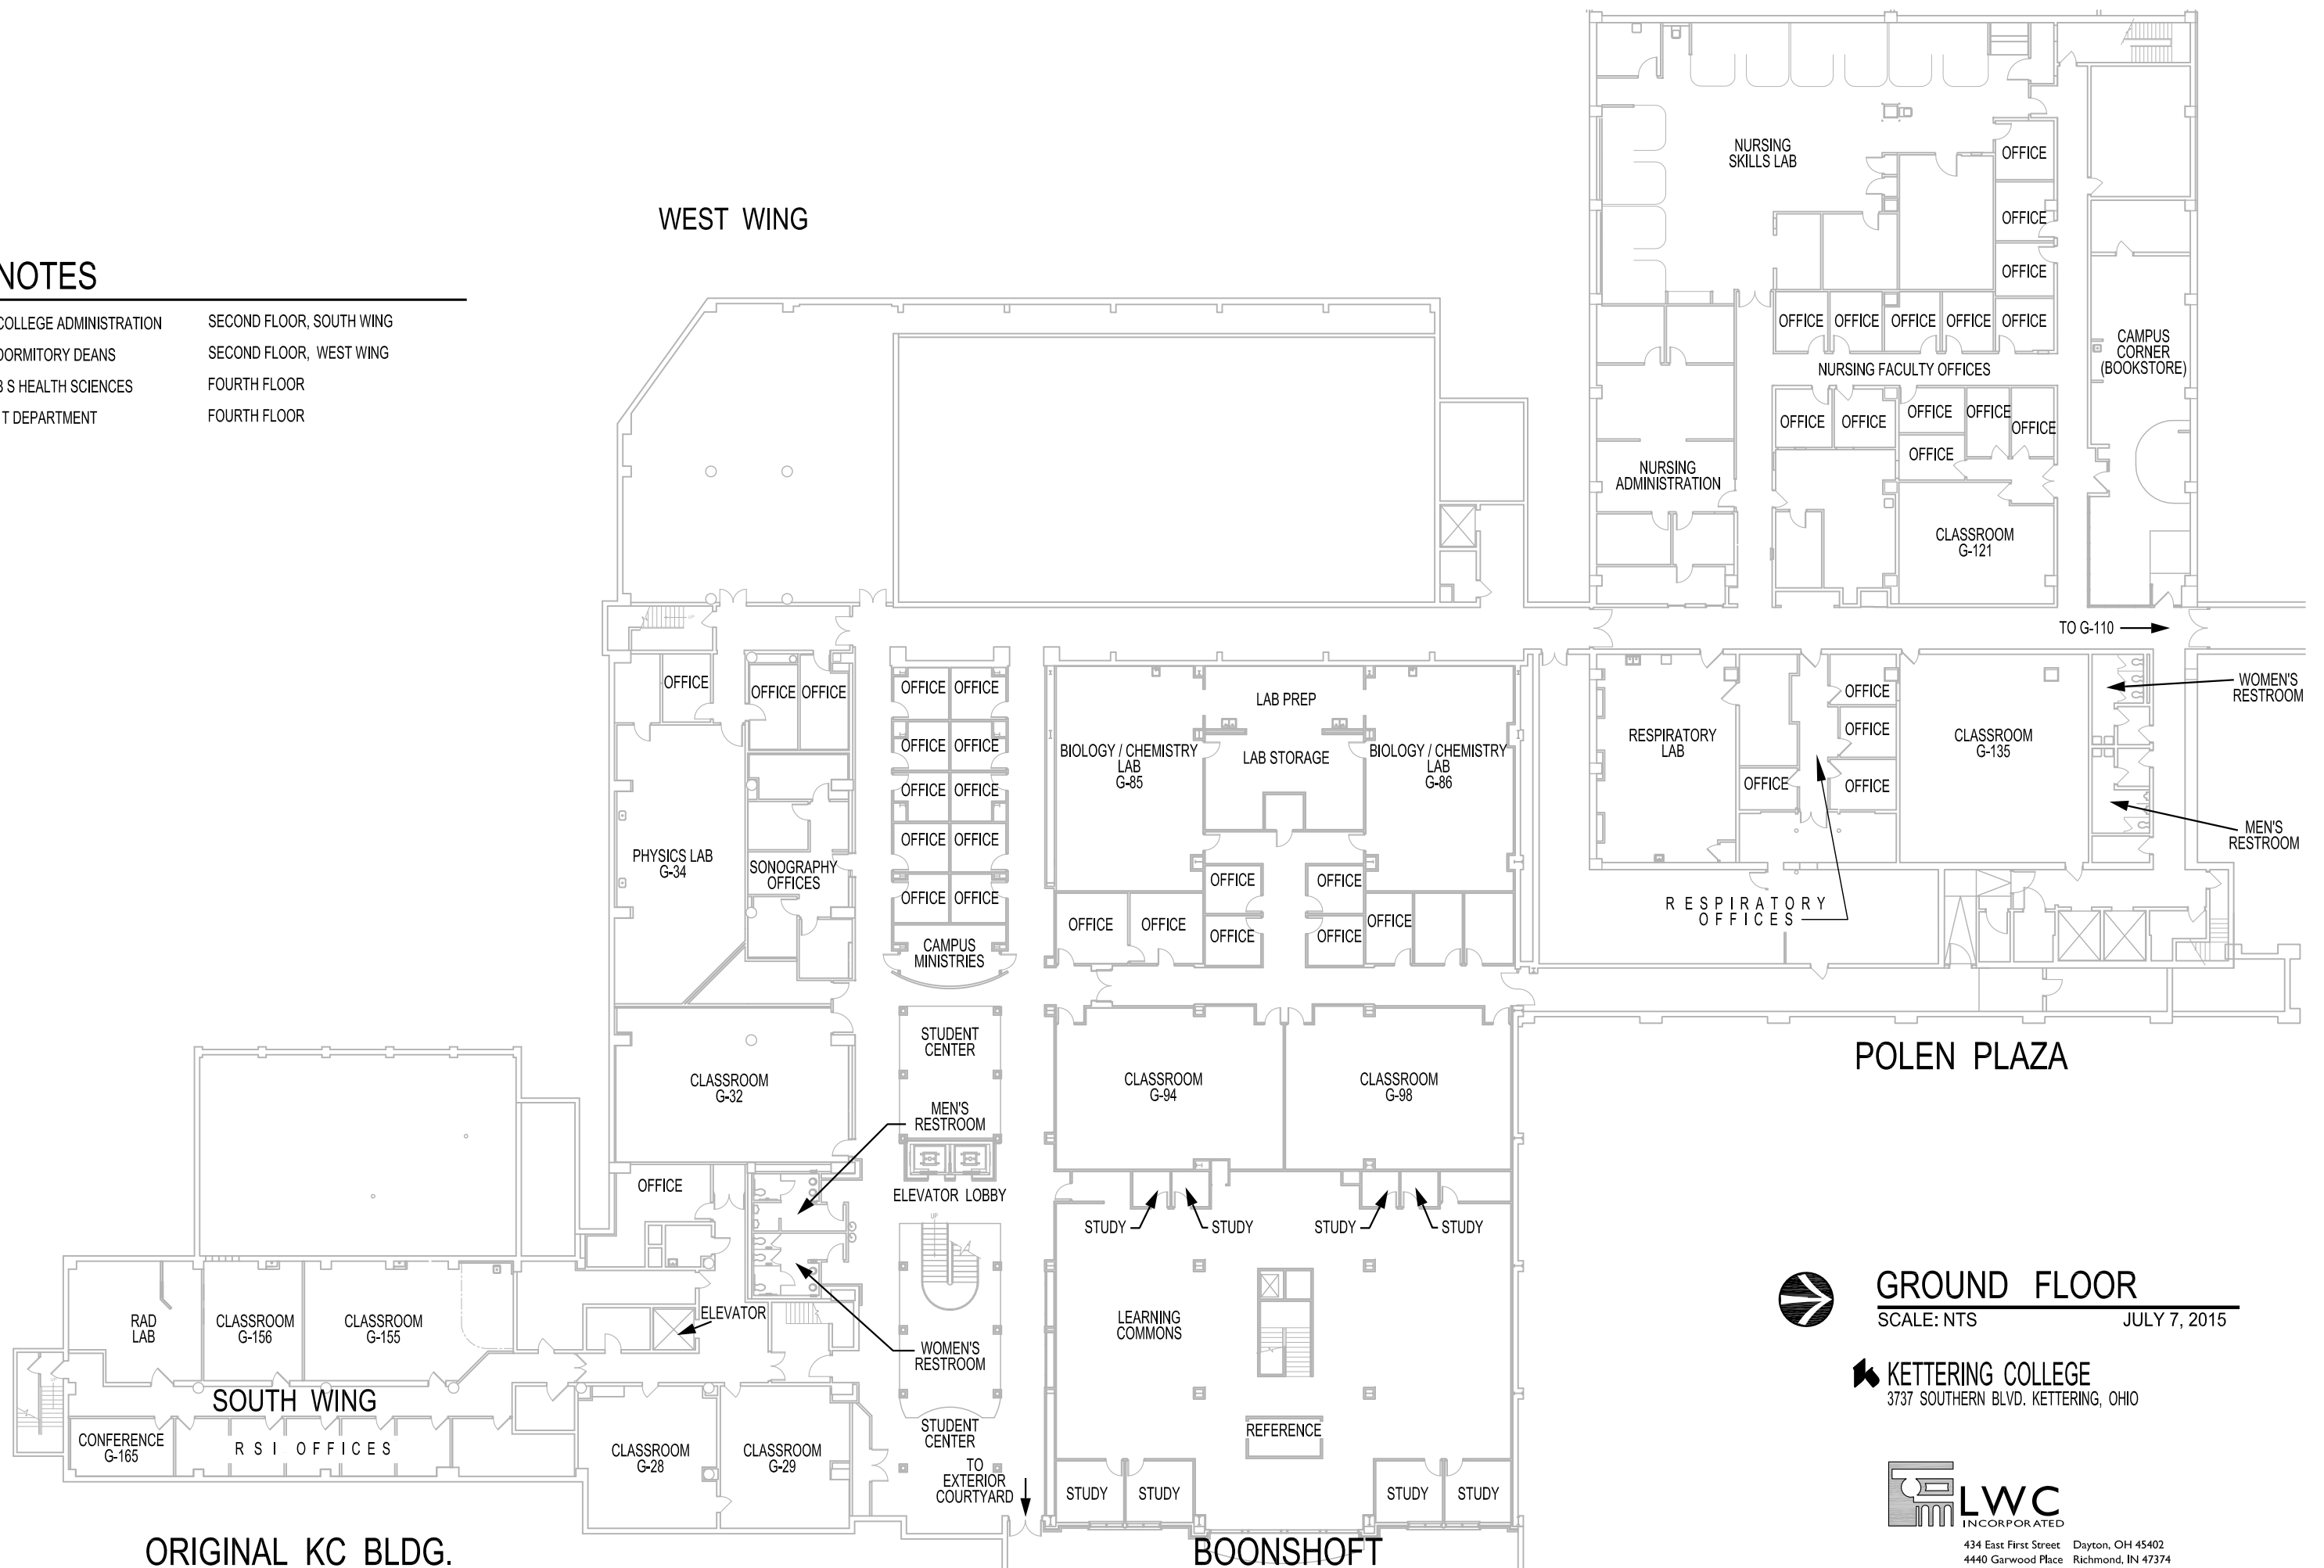 WEST WING
NOTES
COLLEGE ADMINISTRATION SECOND FLOOR, SOUTH WING
DORMITORY DEANS SECOND FLOOR, WEST WING
B S HEALTH SCIENCES FOURTH FLOOR
I T DEPARTMENT FOURTH FLOOR
NURSING
SKILLS LAB
OFFICE
OFFICE
OFFICE
OFFICE OFFICE OFFICE OFFICE OFFICE
NURSING FACULTY OFFICES
CAMPUS
CORNER
(BOOKSTORE)
OFFICE OFFICE OFFICE OFFICE OFFICE
OFFICE
NURSING
ADMINISTRATION
CLASSROOM
G-121
TO G-110
UP
OFFICE
OFFICE OFFICE
PHYSICS LAB
G-34
SONOGRAPHY
OFFICES
OFFICE OFFICE
OFFICE OFFICE
OFFICE OFFICE
OFFICE OFFICE
OFFICE OFFICE
CAMPUS
MINISTRIES
LAB PREP
BIOLOGY / CHEMISTRY
LAB
G-85
LAB STORAGE
BIOLOGY / CHEMISTRY
LAB
G-86
OFFICE OFFICE
OFFICE OFFICE
OFFICE OFFICE
OFFICE
RESPIRATORY
LAB
OFFICE
OFFICE
OFFICE OFFICE
CLASSROOM
G-135
WOMEN'S
RESTROOM
MEN'S
RESTROOM
RESPIRATORY
OFFICES
POLEN PLAZA
CLASSROOM
G-32
STUDENT
CENTER
MEN'S
RESTROOM
ELEVATOR LOBBY
UP
CLASSROOM
G-94
CLASSROOM
G-98
STUDY STUDY STUDY STUDY
OFFICE
ELEVATOR
WOMEN'S
RESTROOM
LEARNING
COMMONS
REFERENCE
RAD
LAB
CLASSROOM
G-156
CLASSROOM
G-155
UP
SOUTH WING
CONFERENCE
G-165
RSI OFFICES
CLASSROOM
G-28
CLASSROOM
G-29
STUDENT
CENTER
TO
EXTERIOR
COURTYARD
STUDY STUDY STUDY STUDY
ORIGINAL KC BLDG.
BOONSHOFT
GROUND FLOOR
SCALE: NTS JULY 7, 2015
KETTERING COLLEGE
3737 SOUTHERN BLVD. KETTERING, OHIO
LWC
INCORPORATED
434 East First Street Dayton, OH 45402
4440 Garwood Place Richmond, IN 47374